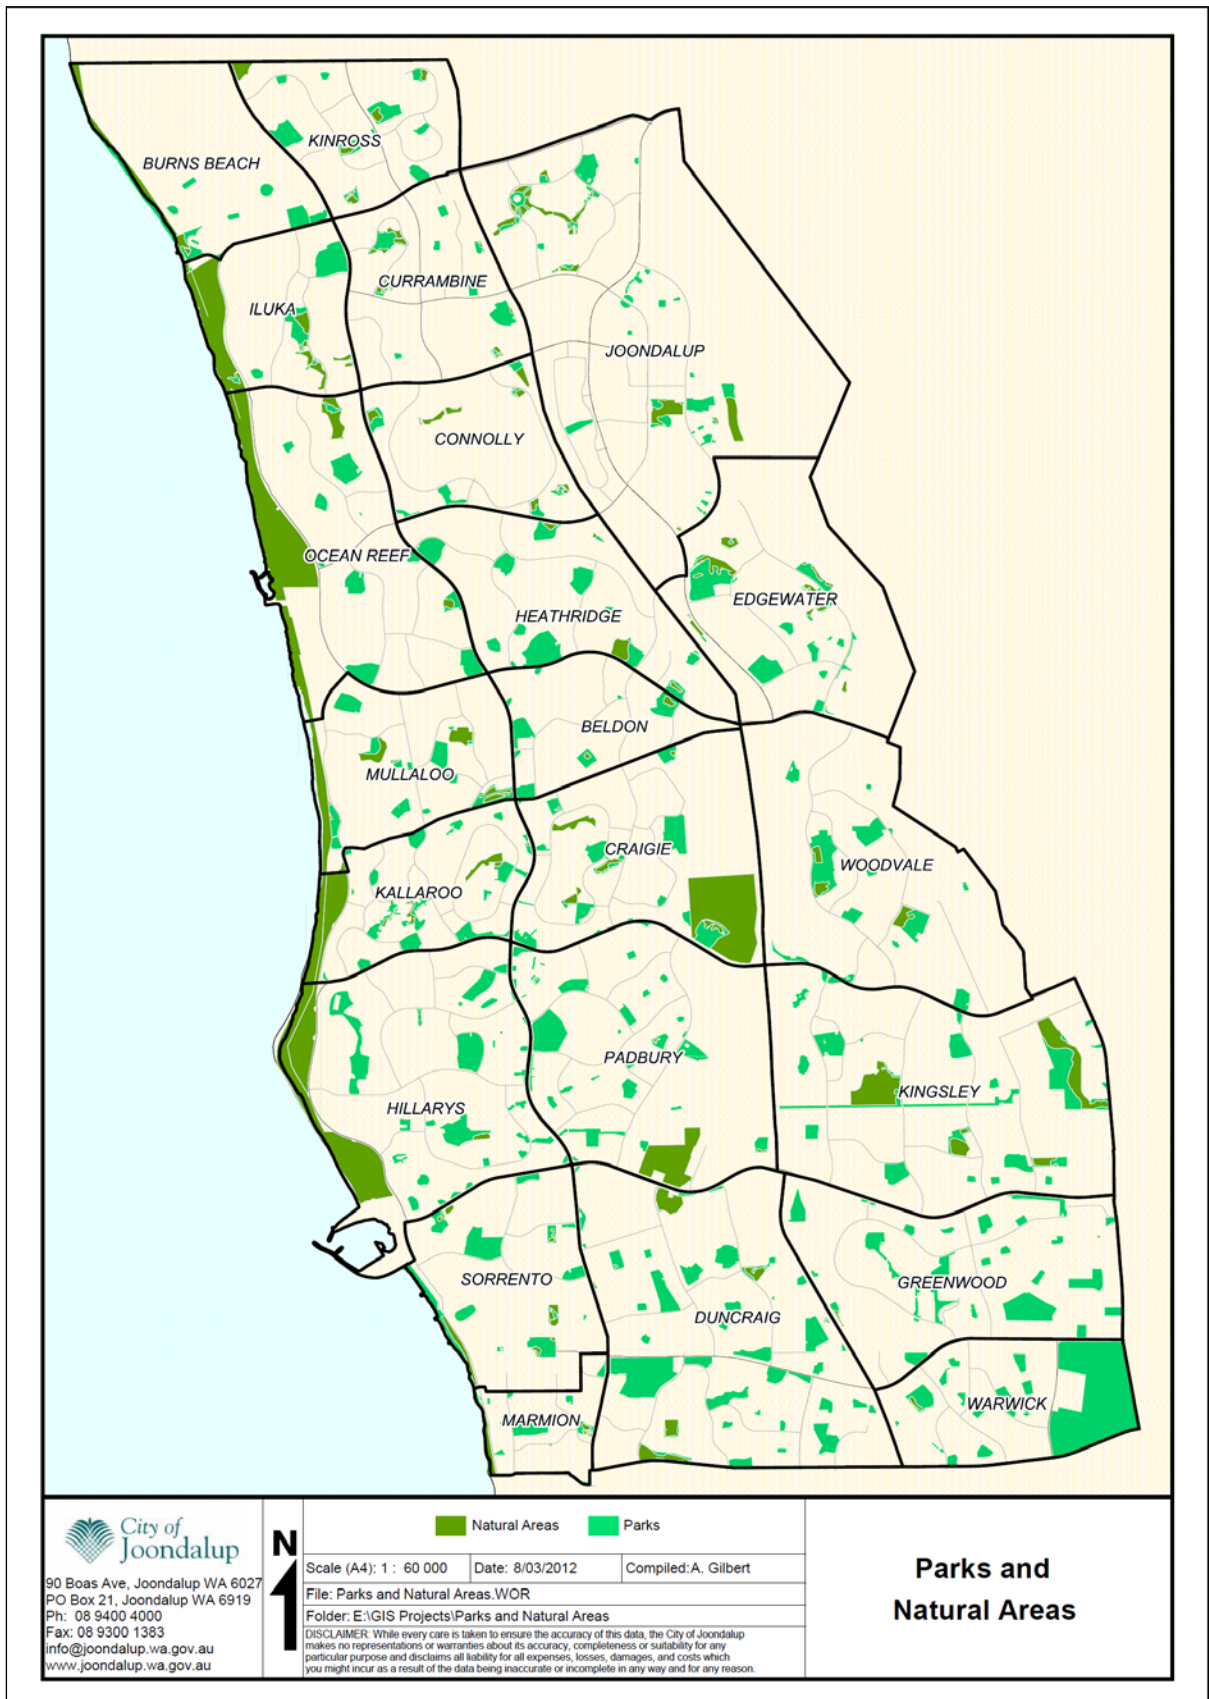 KINROSS
BURNS BEACH
CURRAMBINE
ILUKA
JOONDALUP
CONNOLLY
OCEAN REEF
EDGEWATER
HEATHRIDGE
BELDON
MULLALOO
CRAIGIE
WOODVALE
KALLAROO
PADBURY
KINGSLEY
HILLARYS
SORRENTO
GREENWOOD
DUNCRAIG
WARWICK
MARMION
City of
Joondalup
90 Boas Ave, Joondalup WA 6027
PO Box 21, Joondalup WA 6919
Ph: 08 9400 4000
Fax: 08 9300 1383
info@joondalup.wa.gov.au
www.joondalup.wa.gov.au
N
Natural Areas
Parks
Scale (A4): 1 : 60 000
Date: 8/03/2012
Compiled:A. Gilbert
File: Parks and Natural Areas.WOR
Folder: E:\GIS Projects\Parks and Natural Areas
DISCLAIMER: While every care is taken to ensure the accuracy of this data, the City of Joondalup
makes no representations or warranties about its accuracy, completeness or suitability for any
particular purpose and disclaims all liability for all expenses, losses, damages, and costs which
you might incur as a result of the data being inaccurate or incomplete in any way and for any reason.
Parks and
Natural Areas